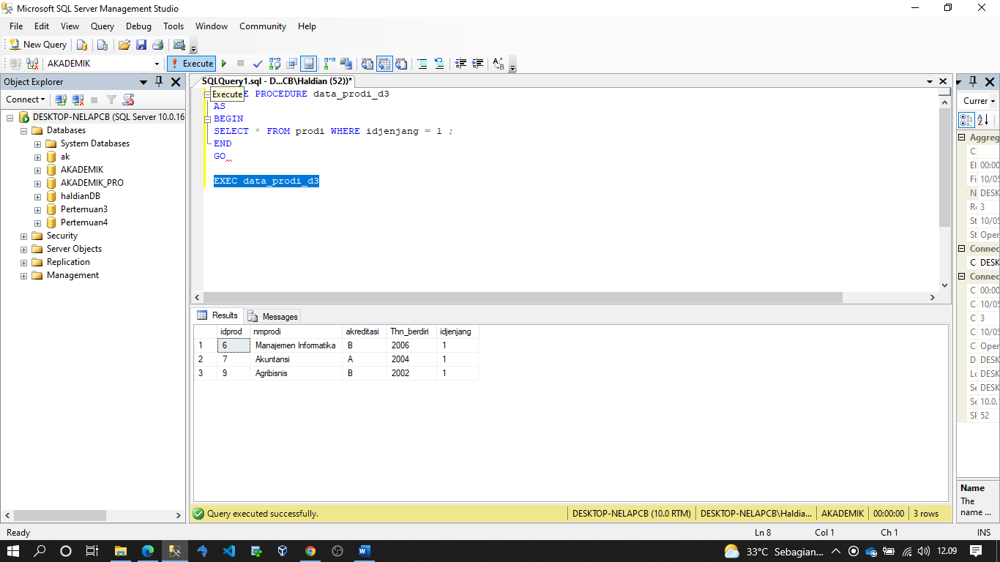 Microsoft SQL Server Management Studio
File Edit View Query Debug Tools Window Community Help
New Query
AKADEMIK Execute
Object Explorer
Connect
DESKTOP-NELAPCB (SQL Server 10.0.16
Databases
System Databases
ak
AKADEMIK
AKADEMIK_PRO
haldianDB
Pertemuan3
Pertemuan4
Security
Server Objects
Replication
Management
SQLQuery1.sql - D...CB\Haldian (52))*
Execute
E PROCEDURE data_prodi_d3
AS
BEGIN
SELECT * FROM prodi WHERE idjenjang = 1 ;
END
GO
EXEC data_prodi_d3
Results Messages
idprod nmprodi akreditasi Thn_berdiri idjenjang
1 6 Manajemen Informatika B 2006 1
2 7 Akuntansi A 2004 1
3 9 Agribisnis B 2002 1
Query executed successfully.
DESKTOP-NELAPCB (10.0 RTM) DESKTOP-NELAPCB\Haldia... AKADEMIK 00:00:00 3 rows
Currer
Aggreg
C
El 00:00
Fi 10/05
N DESK
3
St 10/05
St Oper
Connec
C DESK
Connec
C 00:00
C 10/05
C 3
C 10/05
C Oper
D DESK
DESK
Se DESK
Se 10.0.1
SF 52
Name
The
name ...
Ready Ln 8 Col 1 Ch 1 INS
33°C Sebagian... 12.09